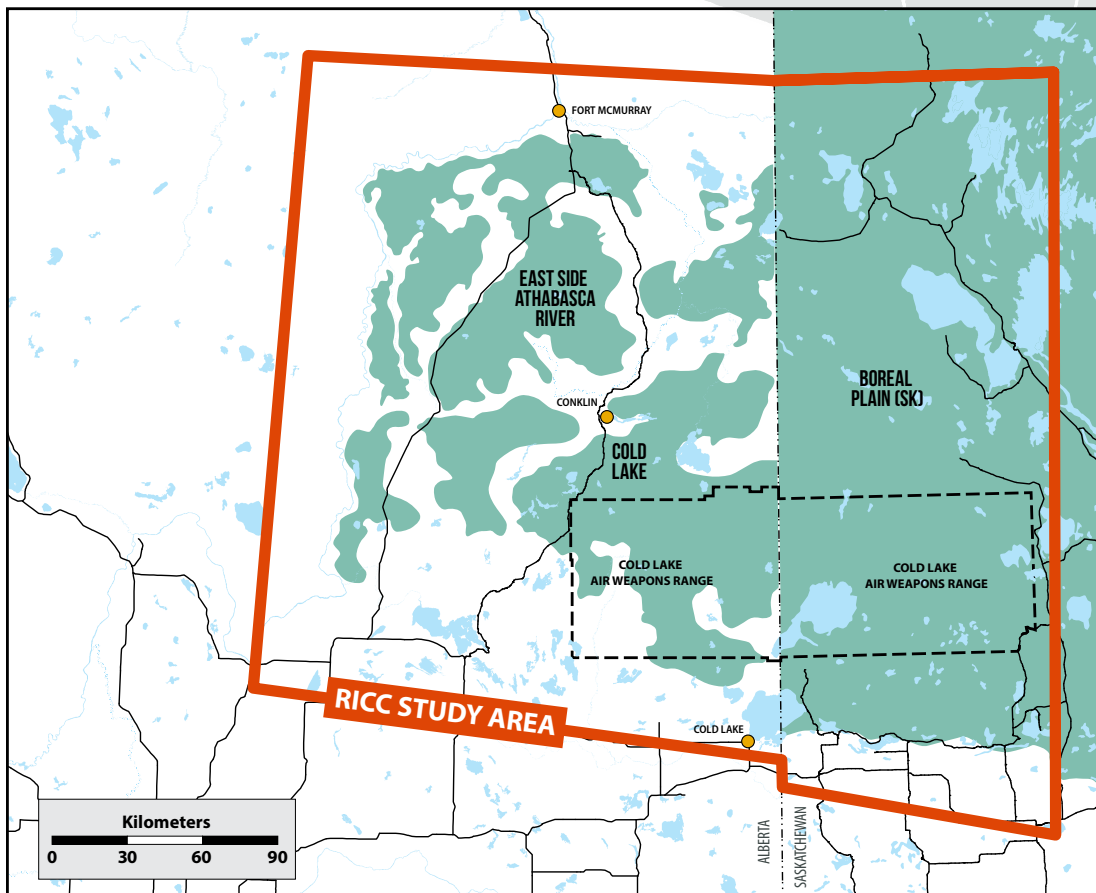 FORT MCMURRAY
EAST SIDE
ATHABASCA
RIVER
BOREAL
PLAIN (SK)
CONKLIN
COLD
LAKE
COLD LAKE
AIR WEAPONS RANGE
COLD LAKE
AIR WEAPONS RANGE
RICC STUDY AREA
COLD LAKE
Kilometers
0 30 60 90
ALBERTA
SASKATCHEWAN